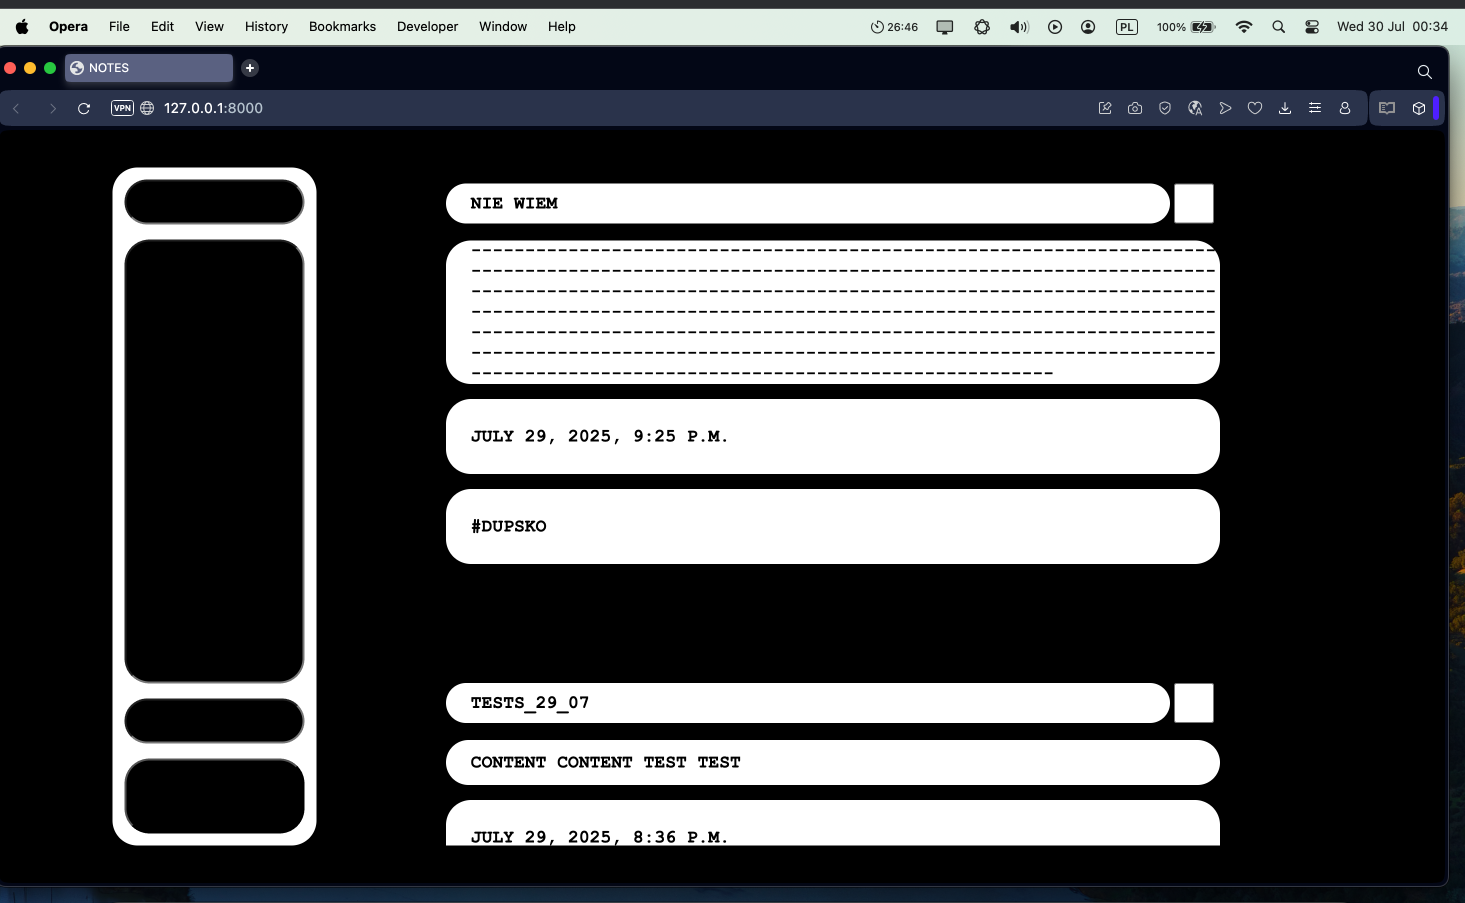 Opera File Edit View History Bookmarks Developer Window Help 26:46 PL 100% Wed 30 Jul 00:34
NOTES
VPN 127.0.0.1:8000
NIE WIEM
---------------------------------------------------------------------
---------------------------------------------------------------------
---------------------------------------------------------------------
---------------------------------------------------------------------
---------------------------------------------------------------------
---------------------------------------------------------------------
------------------------------------------------------
JULY 29, 2025, 9:25 P.M.
#DUPSKO
TESTS_29_07
CONTENT CONTENT TEST TEST
JULY 29, 2025, 8:36 P.M.